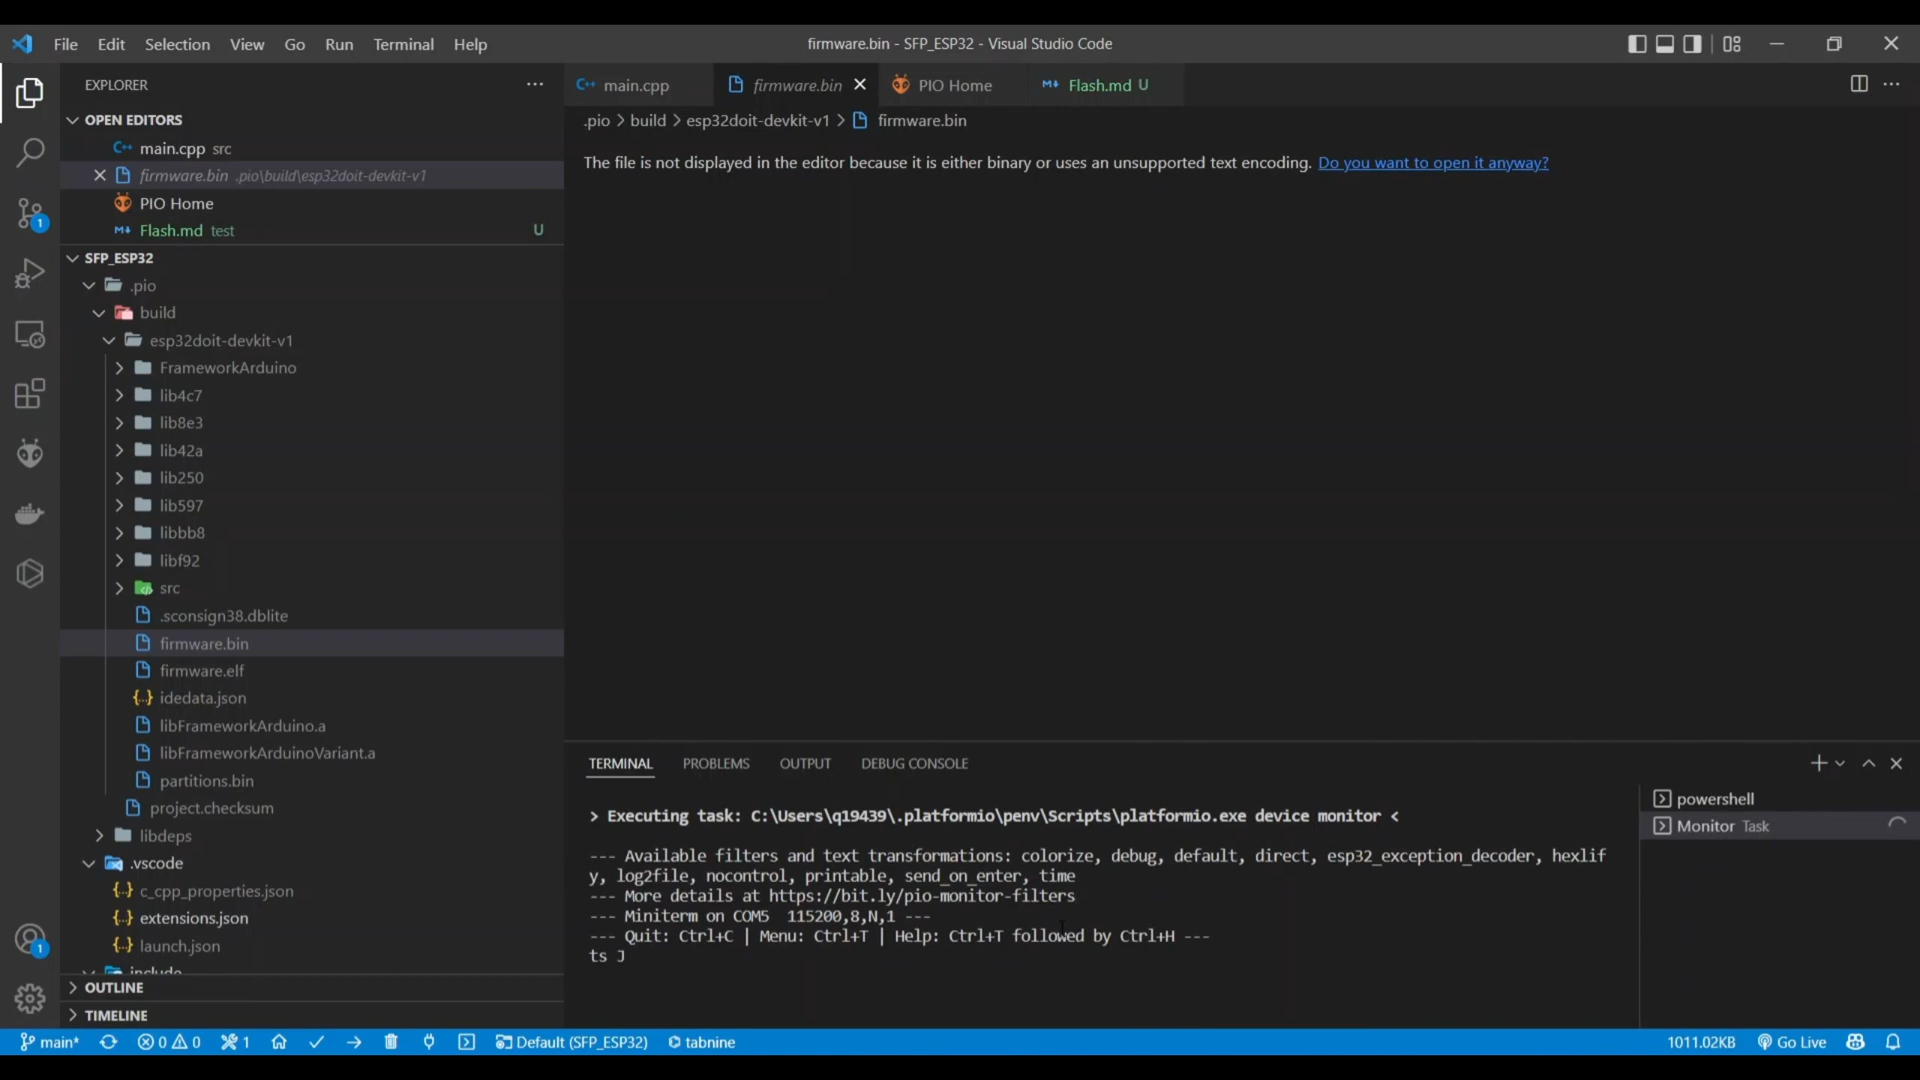 File Edit Selection View Go Run Terminal Help
firmware.bin - SFP_ESP32 - Visual Studio Code
EXPLORER
OPEN EDITORS
main.cpp src
firmware.bin .pio\build\esp32doit-devkit-v1
PIO Home
Flash.md test U
SFP_ESP32
.pio
build
esp32doit-devkit-v1
FrameworkArduino
lib4c7
lib8e3
lib42a
lib250
lib597
libbb8
libf92
src
.sconsign38.dblite
firmware.bin
firmware.elf
idedata.json
libFrameworkArduino.a
libFrameworkArduinoVariant.a
partitions.bin
project.checksum
libdeps
.vscode
c_cpp_properties.json
extensions.json
launch.json
include
OUTLINE
TIMELINE
main.cpp firmware.bin PIO Home Flash.md U
.pio > build > esp32doit-devkit-v1 > firmware.bin
The file is not displayed in the editor because it is either binary or uses an unsupported text encoding. Do you want to open it anyway?
TERMINAL PROBLEMS OUTPUT DEBUG CONSOLE
> Executing task: C:\Users\q19439\.platformio\penv\Scripts\platformio.exe device monitor <
--- Available filters and text transformations: colorize, debug, default, direct, esp32_exception_decoder, hexlif
y, log2file, nocontrol, printable, send_on_enter, time
--- More details at https://bit.ly/pio-monitor-filters
--- Miniterm on COM5  115200,8,N,1 ---
--- Quit: Ctrl+C | Menu: Ctrl+T | Help: Ctrl+T followed by Ctrl+H ---
ts J
powershell
Monitor Task
1
1
main* 0 0 1 Default (SFP_ESP32) tabnine 1011.02KB Go Live